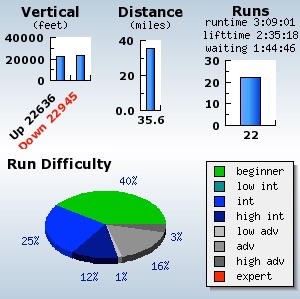 Vertical
(feet)
40000
20000
0
Up 22636
Down 22945
Distance
(miles)
40.
20.
0.0
35.6
Runs
runtime 3:09:01
lifttime 2:35:18
waiting 1:44:46
30
20
10
0
22
Run Difficulty
40%
3%
16%
1%
12%
25%
beginner
low int
int
high int
low adv
adv
high adv
expert